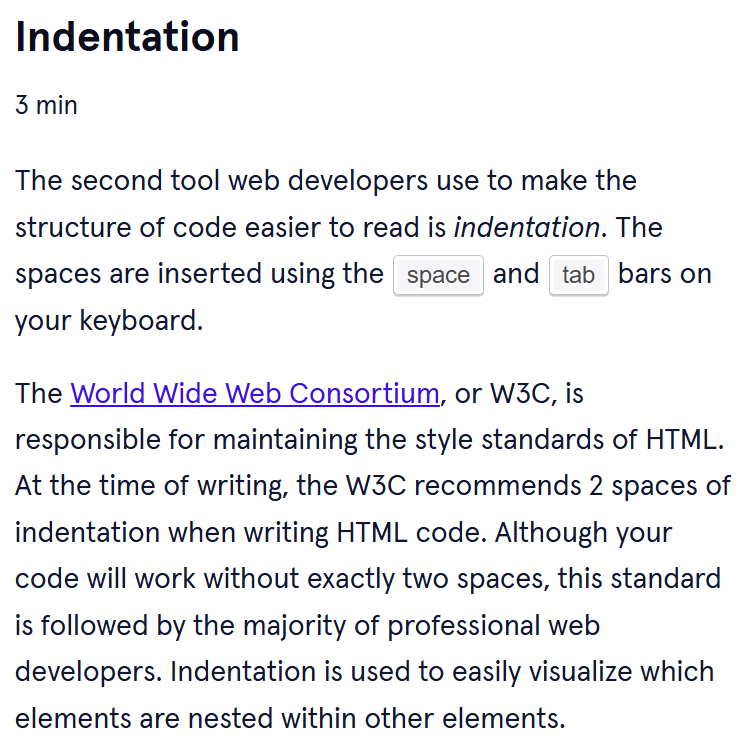 Indentation
3 min
The second tool web developers use to make the
structure of code easier to read is indentation. The
spaces are inserted using the space and tab bars on
your keyboard.
The World Wide Web Consortium, or W3C, is
responsible for maintaining the style standards of HTML.
At the time of writing, the W3C recommends 2 spaces of
indentation when writing HTML code. Although your
code will work without exactly two spaces, this standard
is followed by the majority of professional web
developers. Indentation is used to easily visualize which
elements are nested within other elements.